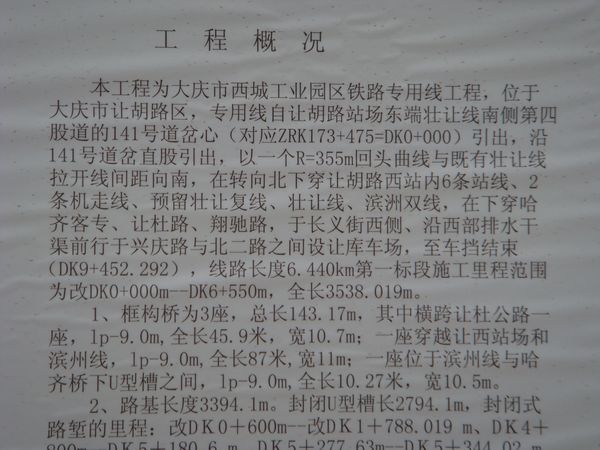 工 程 概 况
本工程为大庆市西城工业园区铁路专用线工程，位于
大庆市让胡路区，专用线自让胡路站场东端壮让线南侧第四
股道的141号道岔心（对应ZRK173+475=DK0+000）引出，沿
141号道岔直股引出，以一个R=355m回头曲线与既有壮让线
拉开线间距向南，在转向北下穿让胡路西站内6条站线、2
条机走线、预留壮让复线、壮让线、滨洲双线，在下穿哈
齐客专、让杜路、翔驰路，于长义街西侧、沿西部排水干
渠前行于兴庆路与北二路之间设让库车场，至车挡结束
（DK9+452.292），线路长度6.440km第一标段施工里程范围
为改DK0+000m--DK6+550m，全长3538.019m。
1、框构桥为3座，总长143.17m，其中横跨让杜公路一
座，lp-9.0m,全长45.9米，宽10.7m；一座穿越让西站场和
滨州线，lp-9.0m,全长87米,宽11m；一座位于滨州线与哈
齐桥下U型槽之间，lp-9.0m,全长10.27米，宽10.5m。
2、路基长度3394.1m。封闭U型槽长2794.1m，封闭式
路堑的里程：改DK0+600m--改DK1+788.019 m、DK4+
800m--DK5+180.6 m、DK5+277.63m--DK5+344.02 m